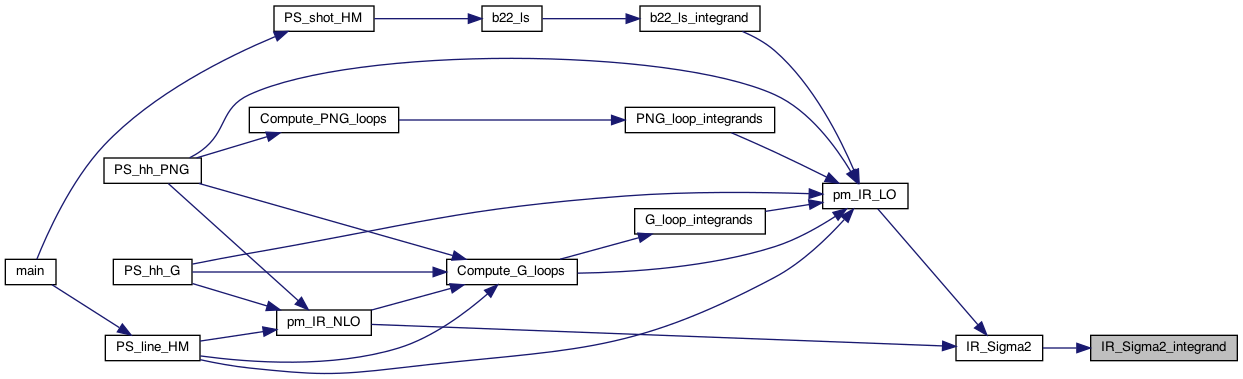 PS_shot_HM
b22_ls
b22_ls_integrand
Compute_PNG_loops
PNG_loop_integrands
PS_hh_PNG
pm_IR_LO
G_loop_integrands
main
PS_hh_G
Compute_G_loops
pm_IR_NLO
PS_line_HM
IR_Sigma2
IR_Sigma2_integrand